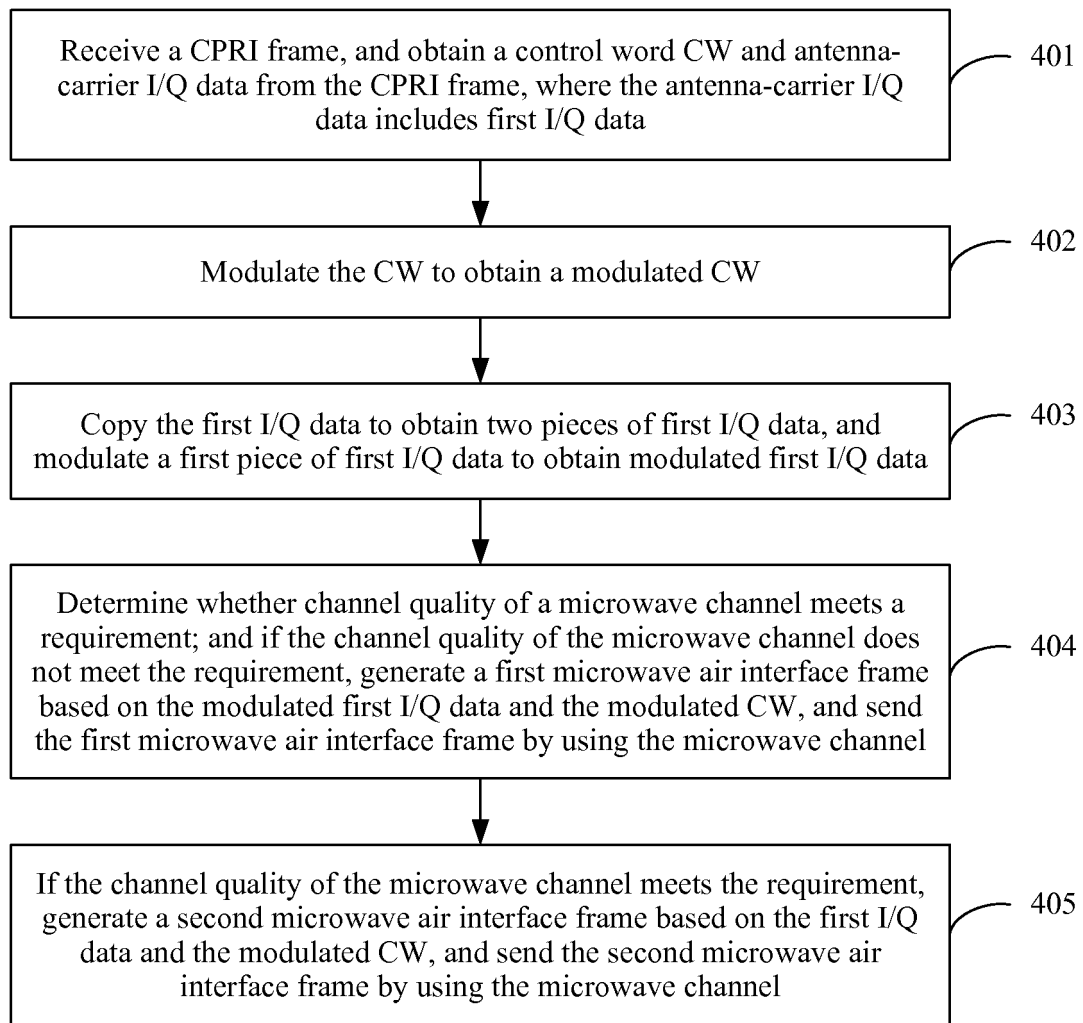 Receive a CPRI frame, and obtain a control word CW and antenna-
carrier I/Q data from the CPRI frame, where the antenna-carrier I/Q
data includes first I/Q data
401
Modulate the CW to obtain a modulated CW
402
Copy the first I/Q data to obtain two pieces of first I/Q data, and
modulate a first piece of first I/Q data to obtain modulated first I/Q data
403
Determine whether channel quality of a microwave channel meets a
requirement; and if the channel quality of the microwave channel does
not meet the requirement, generate a first microwave air interface frame
based on the modulated first I/Q data and the modulated CW, and send
the first microwave air interface frame by using the microwave channel
404
If the channel quality of the microwave channel meets the requirement,
generate a second microwave air interface frame based on the first I/Q
data and the modulated CW, and send the second microwave air
interface frame by using the microwave channel
405